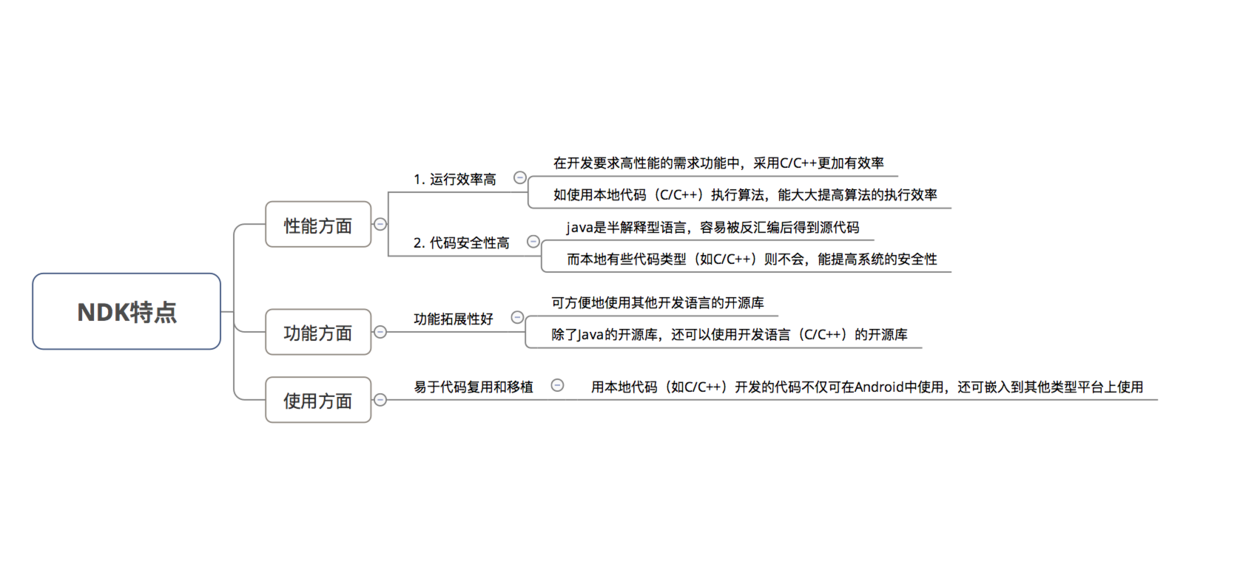 NDK特点
性能方面
1. 运行效率高
在开发要求高性能的需求功能中，采用C/C++更加有效率
如使用本地代码（C/C++）执行算法，能大大提高算法的执行效率
2. 代码安全性高
java是半解释型语言，容易被反汇编后得到源代码
而本地有些代码类型（如C/C++）则不会，能提高系统的安全性
功能方面
功能拓展性好
可方便地使用其他开发语言的开源库
除了Java的开源库，还可以使用开发语言（C/C++）的开源库
使用方面
易于代码复用和移植
用本地代码（如C/C++）开发的代码不仅可在Android中使用，还可嵌入到其他类型平台上使用